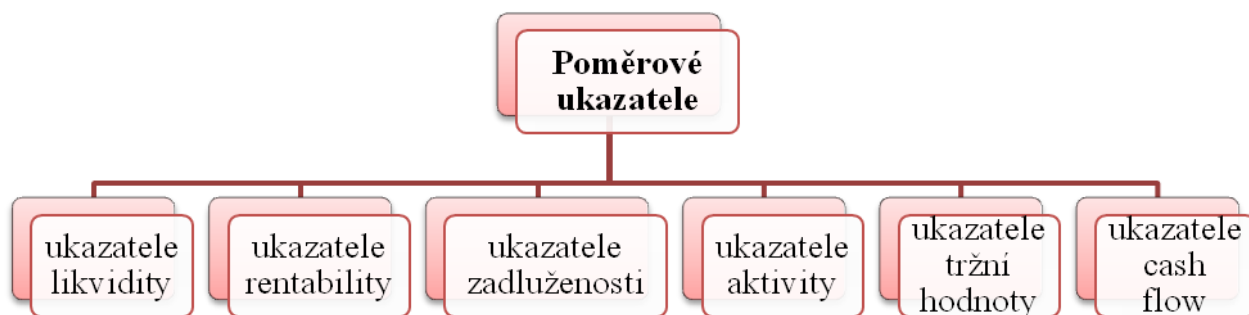 Poměrové
ukazatele
ukazatele
likvidity
ukazatele
rentability
ukazatele
zadluženosti
ukazatele
aktivity
ukazatele
tržní
hodnoty
ukazatele
cash
flow